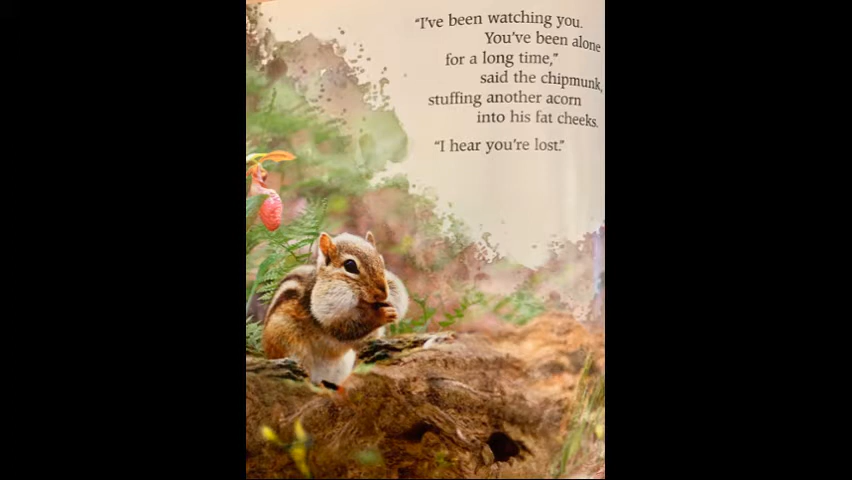 “I’ve been watching you.
You’ve been alone
for a long time,”
said the chipmunk,
stuffing another acorn
into his fat cheeks.
“I hear you’re lost.”